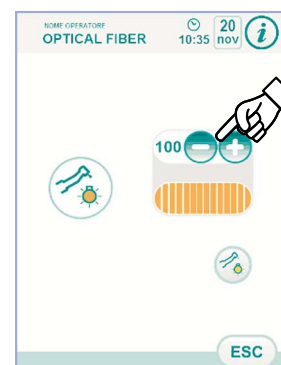 NOME OPERATORE
OPTICAL FIBER
10:35
20
nov
i
100
ESC